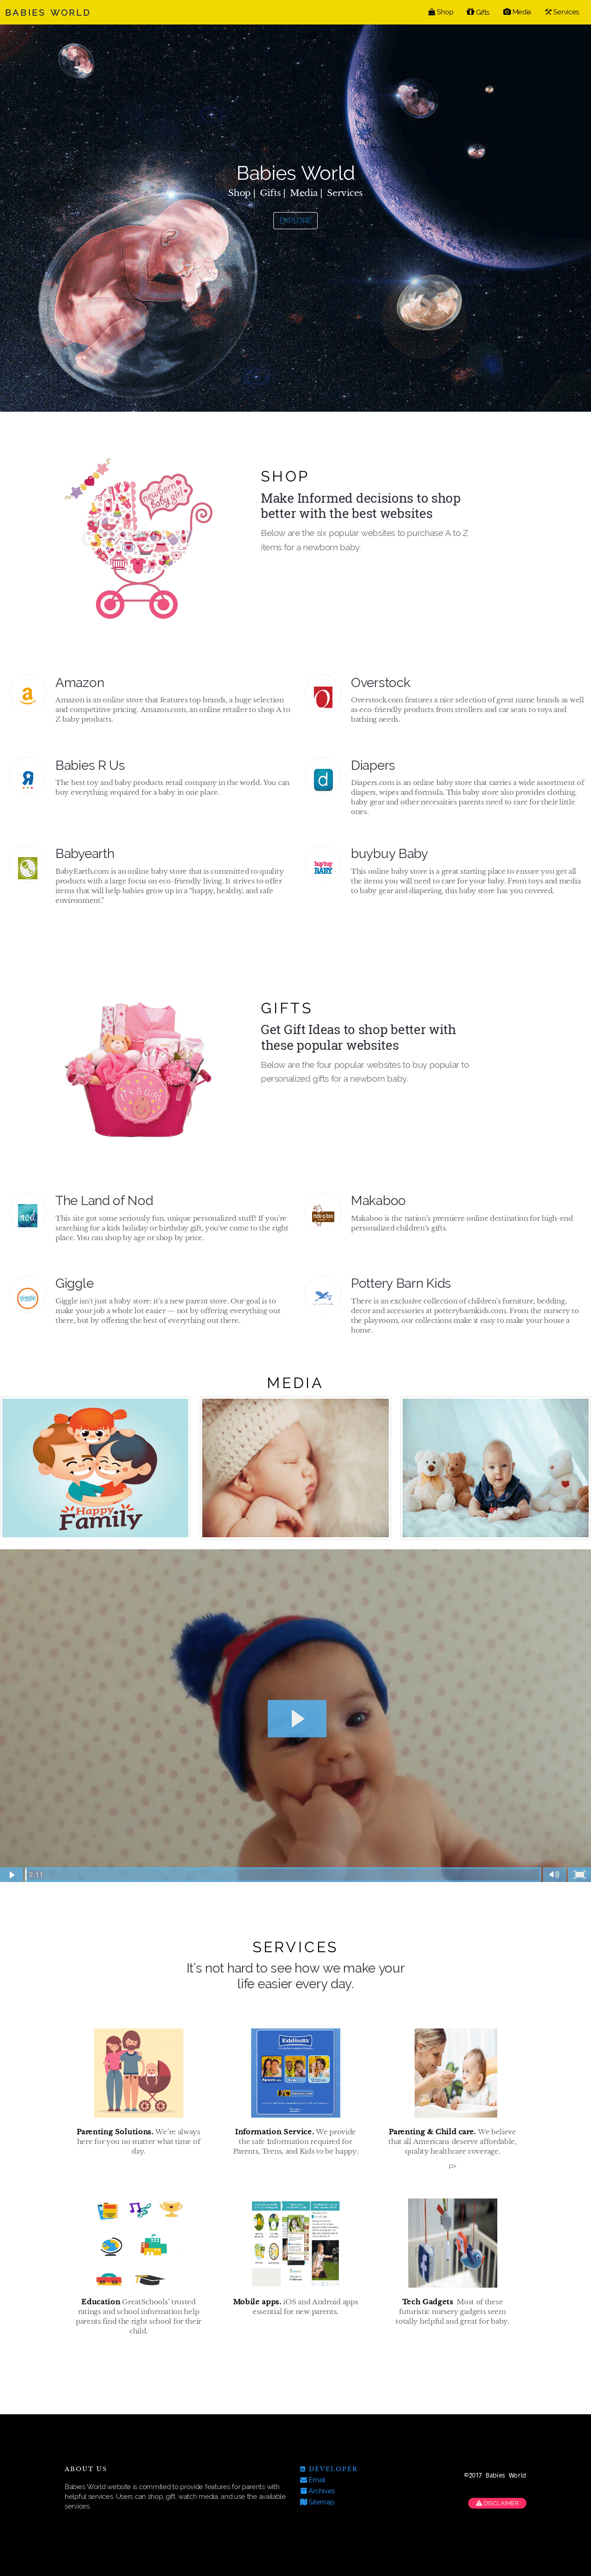 BABIES WORLD
Shop
Gifts
Media
Services
Babies World
Shop | Gifts | Media | Services
EXPLORE
newborn
baby girl
SHOP
Make Informed decisions to shop
better with the best websites
Below are the six popular websites to purchase A to Z
items for a newborn baby.
Amazon
Amazon is an online store that features top brands, a huge selection
and competitive pricing. Amazon.com, an online retailer to shop A to
Z baby products.
Overstock
Overstock.com features a nice selection of great name brands as well
as eco-friendly products from strollers and car seats to toys and
bathing needs.
Babies R Us
The best toy and baby products retail company in the world. You can
buy everything required for a baby in one place.
Diapers
Diapers.com is an online baby store that carries a wide assortment of
diapers, wipes and formula. This baby store also provides clothing,
baby gear and other necessities parents need to care for their little
ones.
Babyearth
BabyEarth.com is an online baby store that is committed to quality
products with a large focus on eco-friendly living. It strives to offer
items that will help babies grow up in a "happy, healthy, and safe
environment."
buybuy
BABY
buybuy Baby
This online baby store is a great starting place to ensure you get all
the items you will need to care for your baby. From toys and media
to baby gear and diapering, this baby store has you covered.
IT'S A GIRL
GIFTS
Get Gift Ideas to shop better with
these popular websites
Below are the four popular websites to buy popular to
personalized gifts for a newborn baby.
nod
The Land of Nod
This site got some seriously fun, unique personalized stuff! If you're
searching for a kids holiday or birthday gift, you've come to the right
place. You can shop by age or shop by price.
Makaboo
Makaboo is the nation's premiere online destination for high-end
personalized children's gifts.
giggle
Giggle
Giggle isn't just a baby store: it's a new parent store. Our goal is to
make your job a whole lot easier — not by offering everything out
there, but by offering the best of everything out there.
Pottery Barn Kids
There is an exclusive collection of children's furniture, bedding,
decor and accessories at potterybarnkids.com. From the nursery to
the playroom, our collections make it easy to make your house a
home.
MEDIA
Happy
Family
2:11
SERVICES
It's not hard to see how we make your
life easier every day.
KidsHealth
Parenting Solutions. We're always
here for you no matter what time of
day.
Information Service. We provide
the safe Information required for
Parents, Teens, and Kids to be happy.
Parenting & Child care. We believe
that all Americans deserve affordable,
quality healthcare coverage.
p>
Education GreatSchools' trusted
ratings and school information help
parents find the right school for their
child.
Mobile apps. iOS and Android apps
essential for new parents.
Tech Gadgets Most of these
futuristic nursery gadgets seem
totally helpful and great for baby.
ABOUT US
Babies World website is committed to provide features for parents with
helpful services. Users can shop, gift, watch media, and use the available
services.
DEVELOPER
Email
Archives
Sitemap
©2017 Babies World
DISCLAIMER